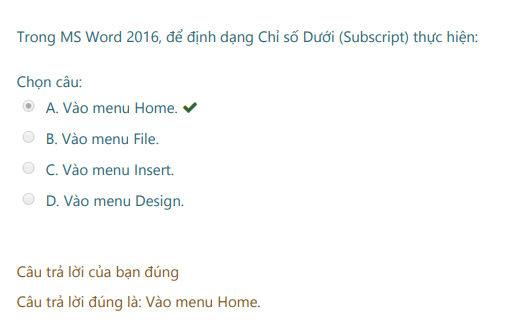 Trong MS Word 2016, để định dạng Chỉ số Dưới (Subscript) thực hiện:
Chọn câu:
A. Vào menu Home.
B. Vào menu File.
C. Vào menu Insert.
D. Vào menu Design.
Câu trả lời của bạn đúng
Câu trả lời đúng là: Vào menu Home.